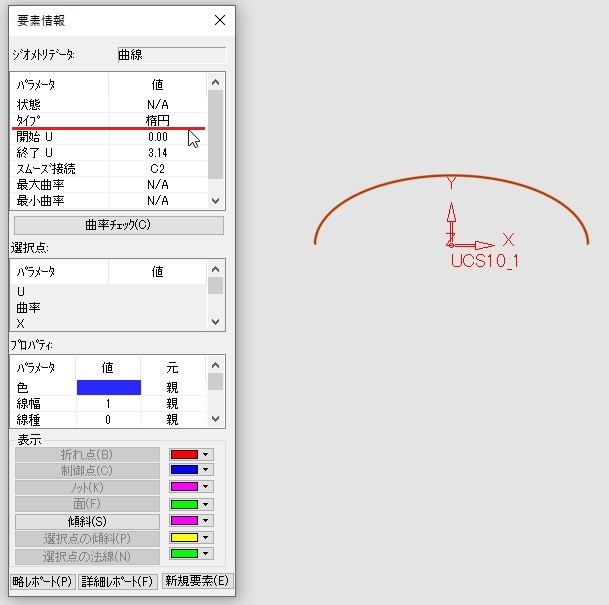 要素情報
ジオメトリデータ: 曲線
パラメータ 値
状態 N/A
タイプ 楕円
開始 U 0.00
終了 U 3.14
スムーズ接続 C2
最大曲率 N/A
最小曲率 N/A
曲率チェック(C)
選択点:
パラメータ 値
U
曲率
X
プロパティ:
パラメータ 値 元
色 親
線幅 1 親
線種 0 親
表示
折れ点(B)
制御点(C)
ノット(K)
面(F)
傾斜(S)
選択点の傾斜(P)
選択点の法線(N)
略レポート(P) 詳細レポート(F) 新規要素(E)
Y
Z X
UCS10_1